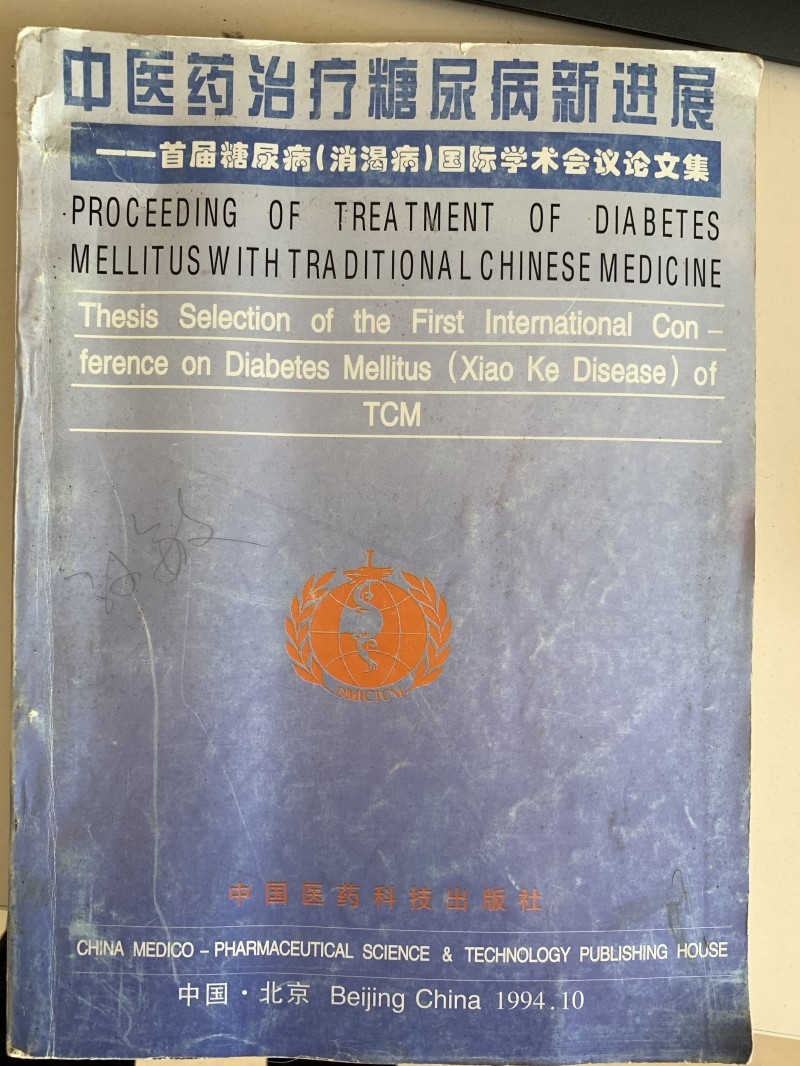 中医药治疗糖尿病新进展
——首届糖尿病(消渴病)国际学术会议论文集
PROCEEDING OF TREATMENT OF DIABETES
MELLITUS WITH TRADITIONAL CHINESE MEDICINE
Thesis Selection of the First International Con –
ference on Diabetes Mellitus (Xiao Ke Disease) of
TCM
敏
中国医药科技出版社
CHINA MEDICO – PHARMACEUTICAL SCIENCE & TECHNOLOGY PUBLISHING HOUSE
中国·北京 Beijing China 1994.10